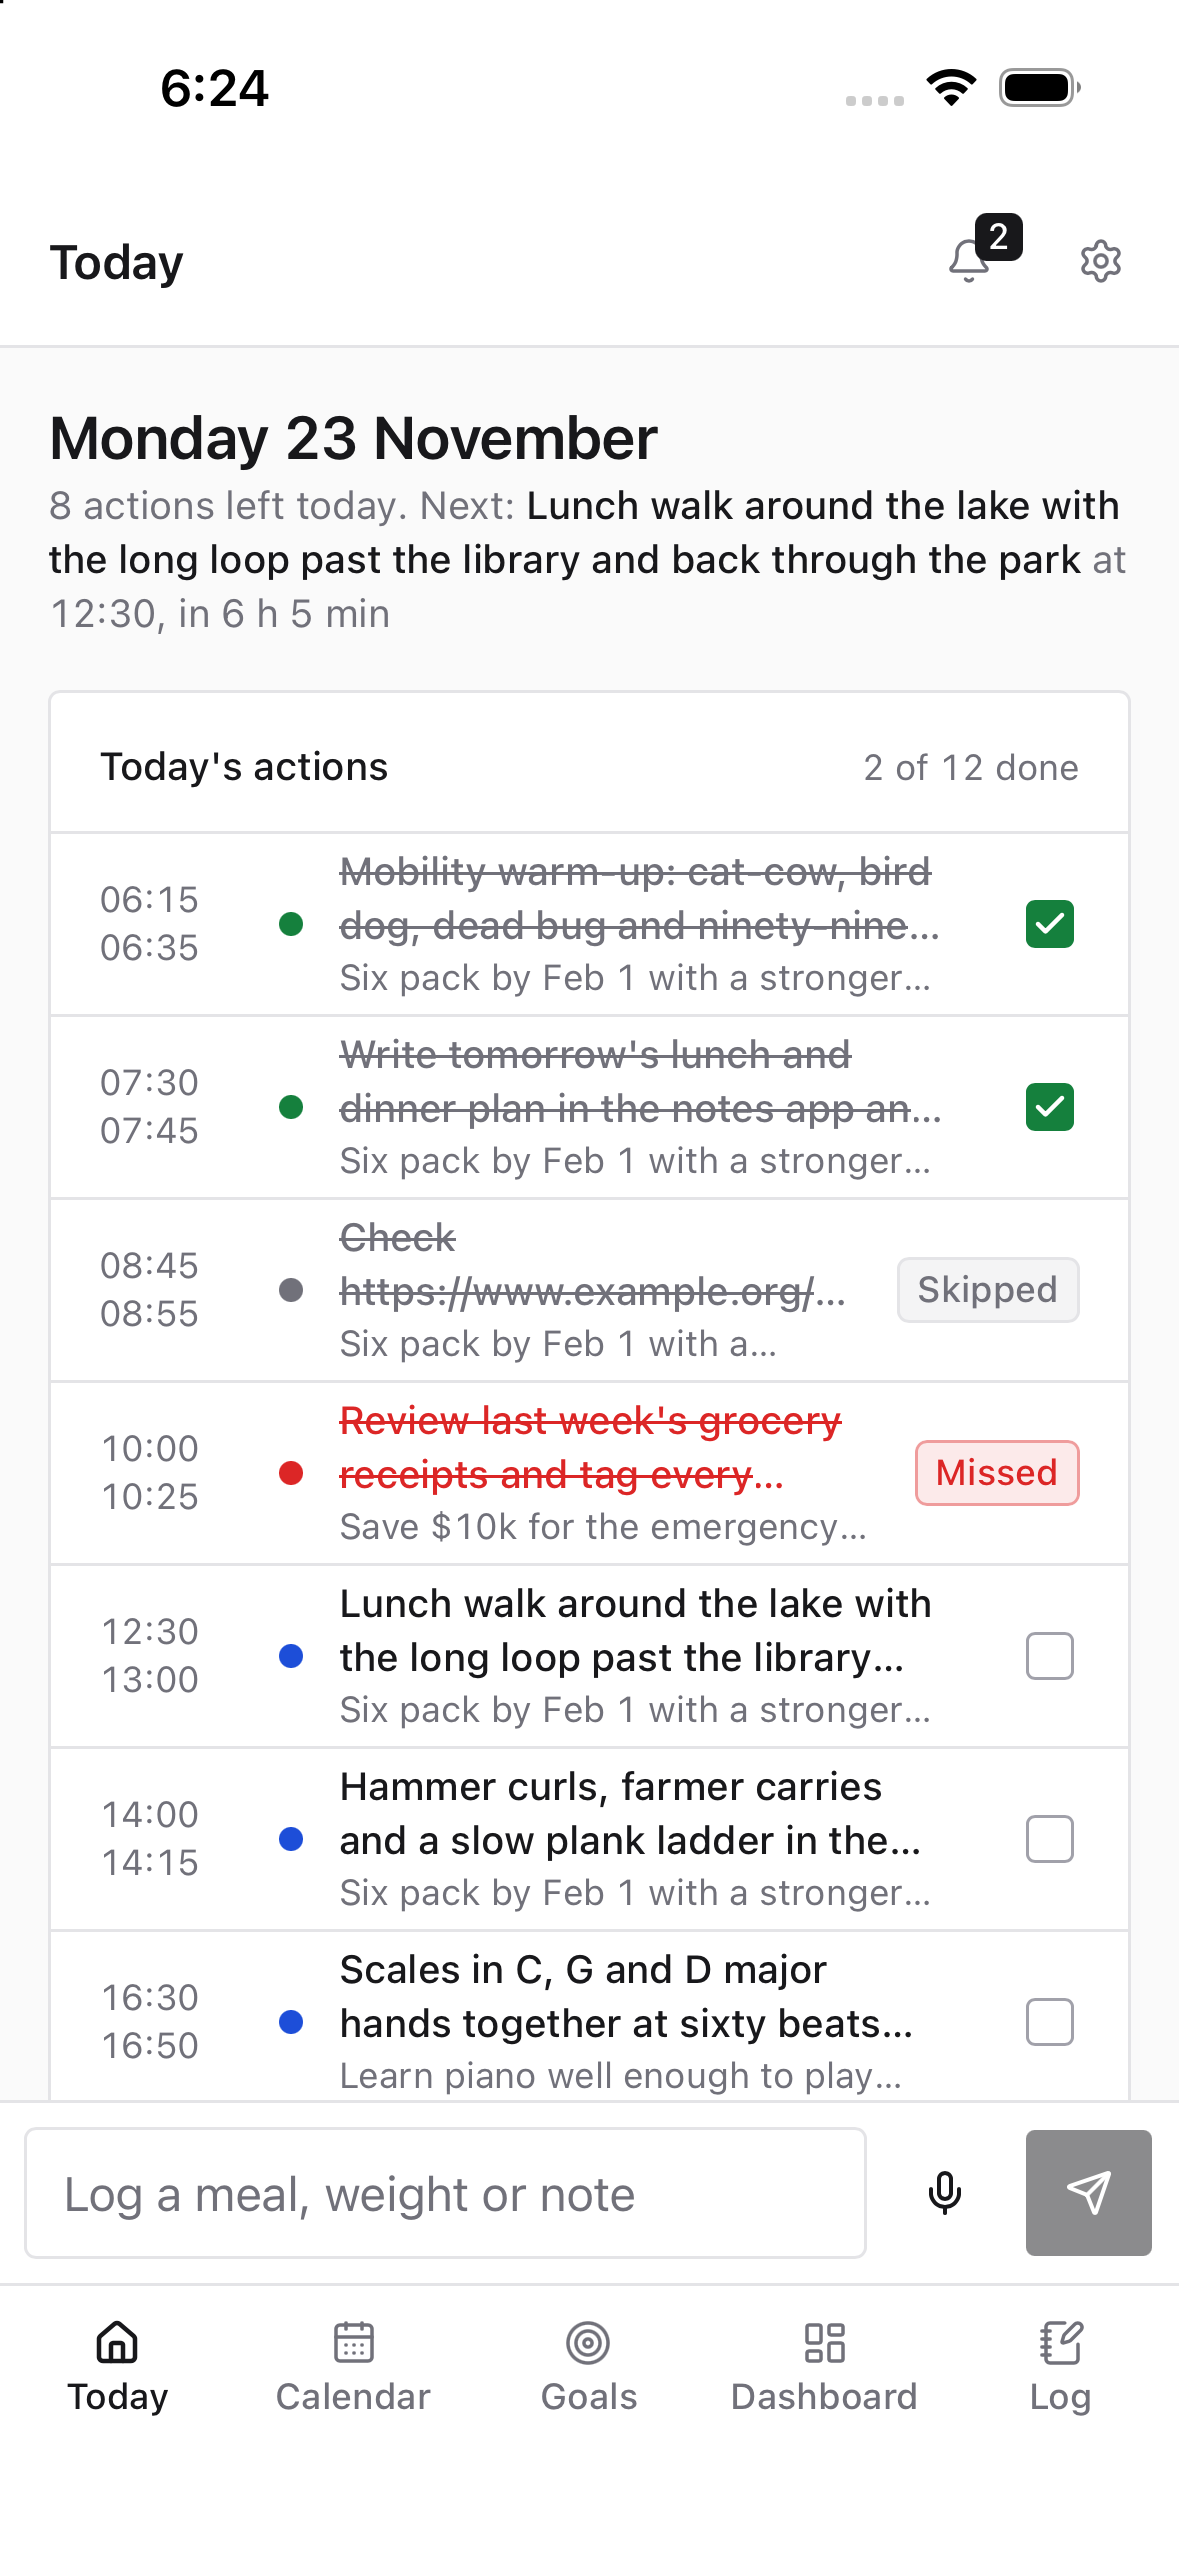 6:24
Today
2
Monday 23 November
8 actions left today. Next: Lunch walk around the lake with
the long loop past the library and back through the park at
12:30, in 6 h 5 min
Today's actions
2 of 12 done
06:15
06:35
Mobility warm-up: cat-cow, bird
dog, dead bug and ninety-nine...
Six pack by Feb 1 with a stronger...
07:30
07:45
Write tomorrow's lunch and
dinner plan in the notes app an...
Six pack by Feb 1 with a stronger...
08:45
08:55
Check
https://www.example.org/...
Six pack by Feb 1 with a...
Skipped
10:00
10:25
Review last week's grocery
receipts and tag every...
Save $10k for the emergency...
Missed
12:30
13:00
Lunch walk around the lake with
the long loop past the library...
Six pack by Feb 1 with a stronger...
14:00
14:15
Hammer curls, farmer carries
and a slow plank ladder in the...
Six pack by Feb 1 with a stronger...
16:30
16:50
Scales in C, G and D major
hands together at sixty beats...
Learn piano well enough to play...
Log a meal, weight or note
Today
Calendar
Goals
Dashboard
Log